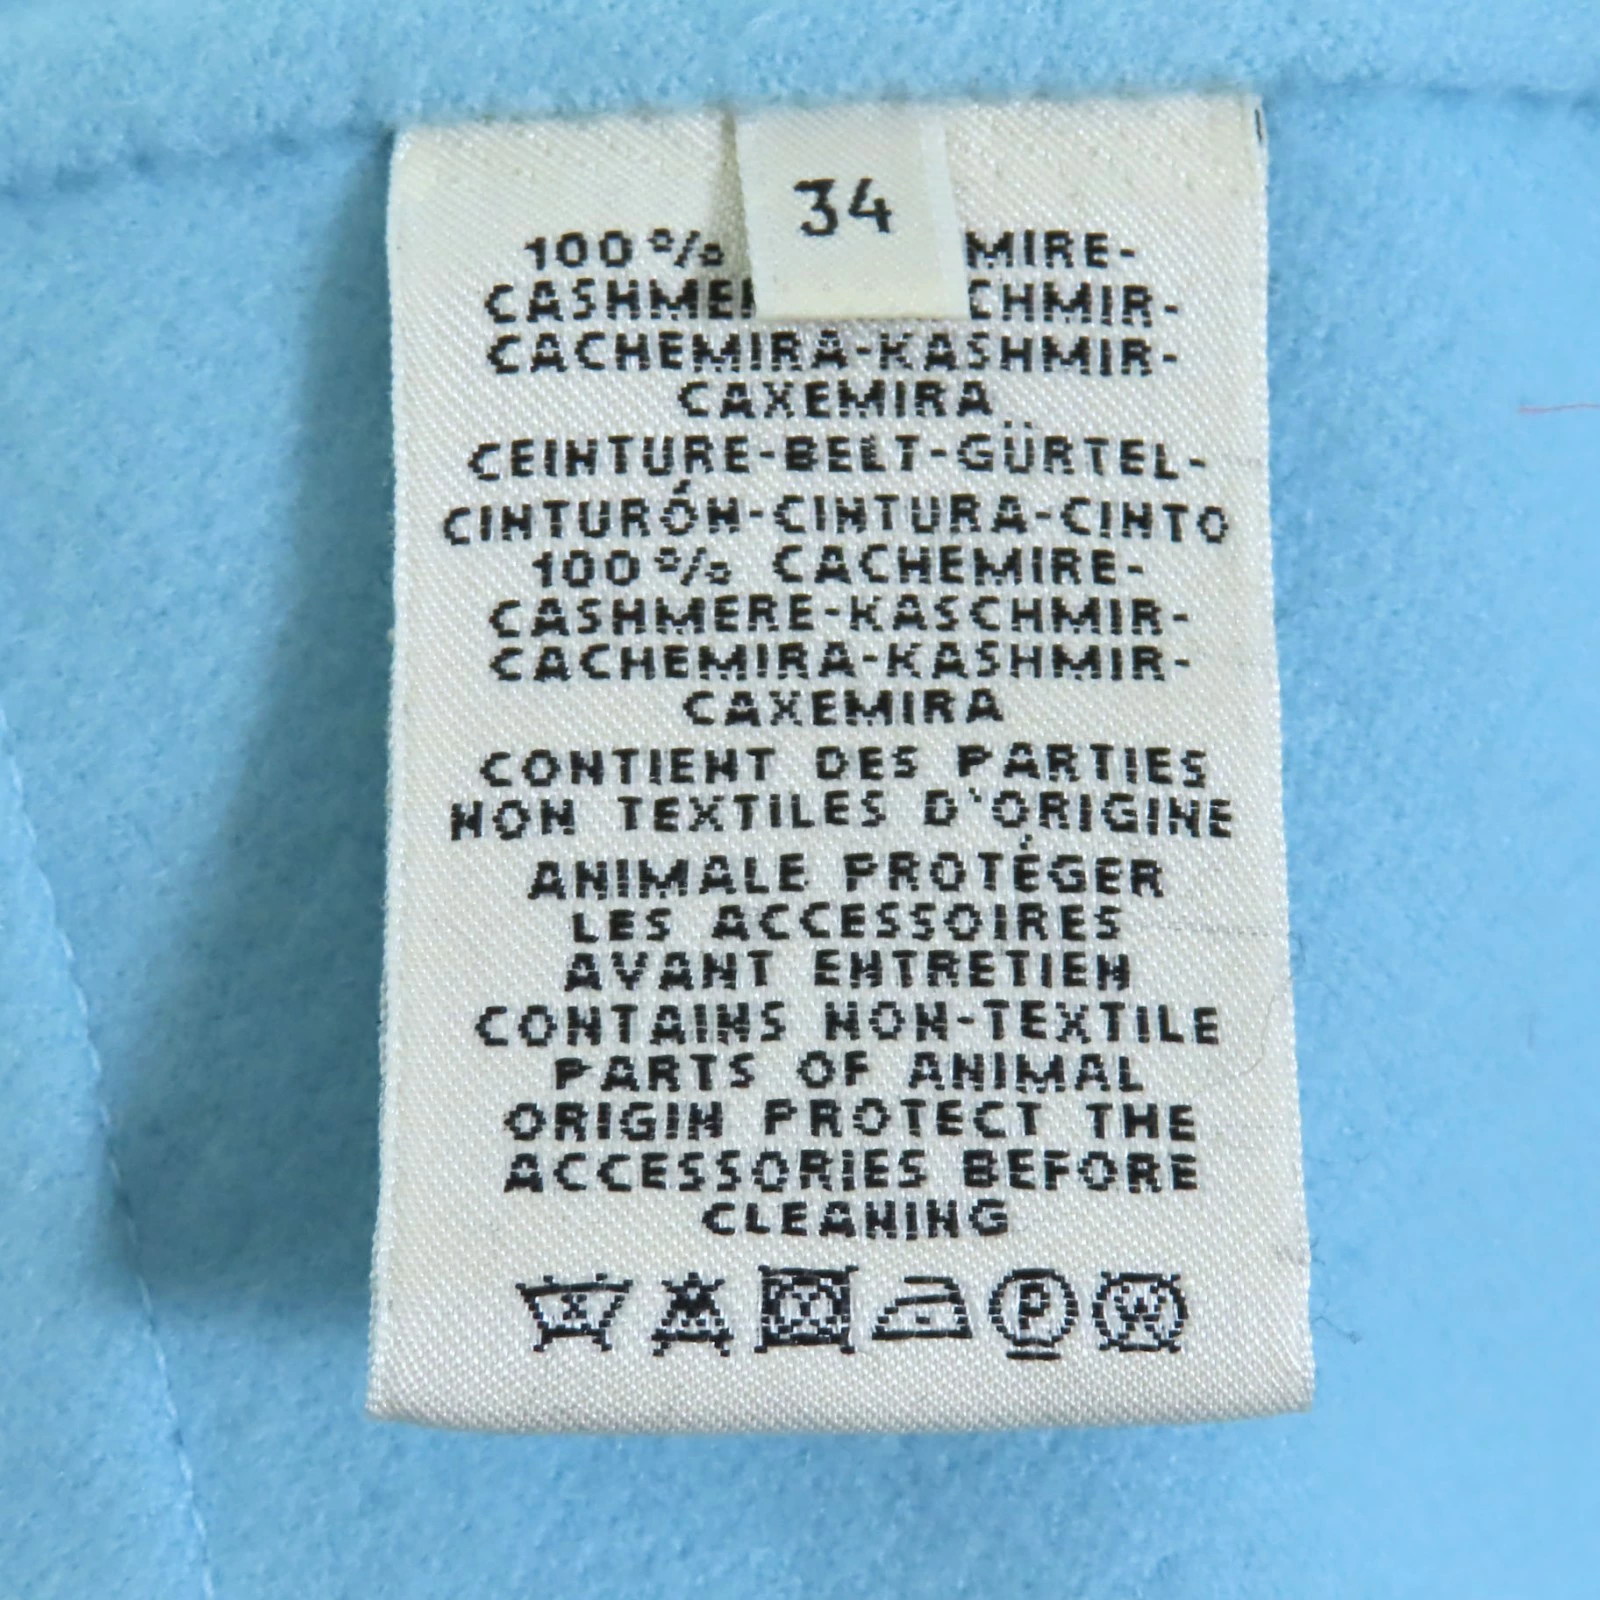 34
100% MIRE-
CASHME CHMIR-
CACHEMIRA-KASHMIR-
CAXEMIRA
CEINTURE-BELT-GÜRTEL-
CINTURÓN-CINTURA-CINTO
100% CACHEMIRE-
CASHMERE-KASCHMIR-
CACHEMIRA-KASHMIR-
CAXEMIRA
CONTIENT DES PARTIES
NON TEXTILES D'ORIGINE
ANIMALE PROTÉGER
LES ACCESSOIRES
AVANT ENTRETIEN
CONTAINS NON-TEXTILE
PARTS OF ANIMAL
ORIGIN PROTECT THE
ACCESSORIES BEFORE
CLEANING
P W